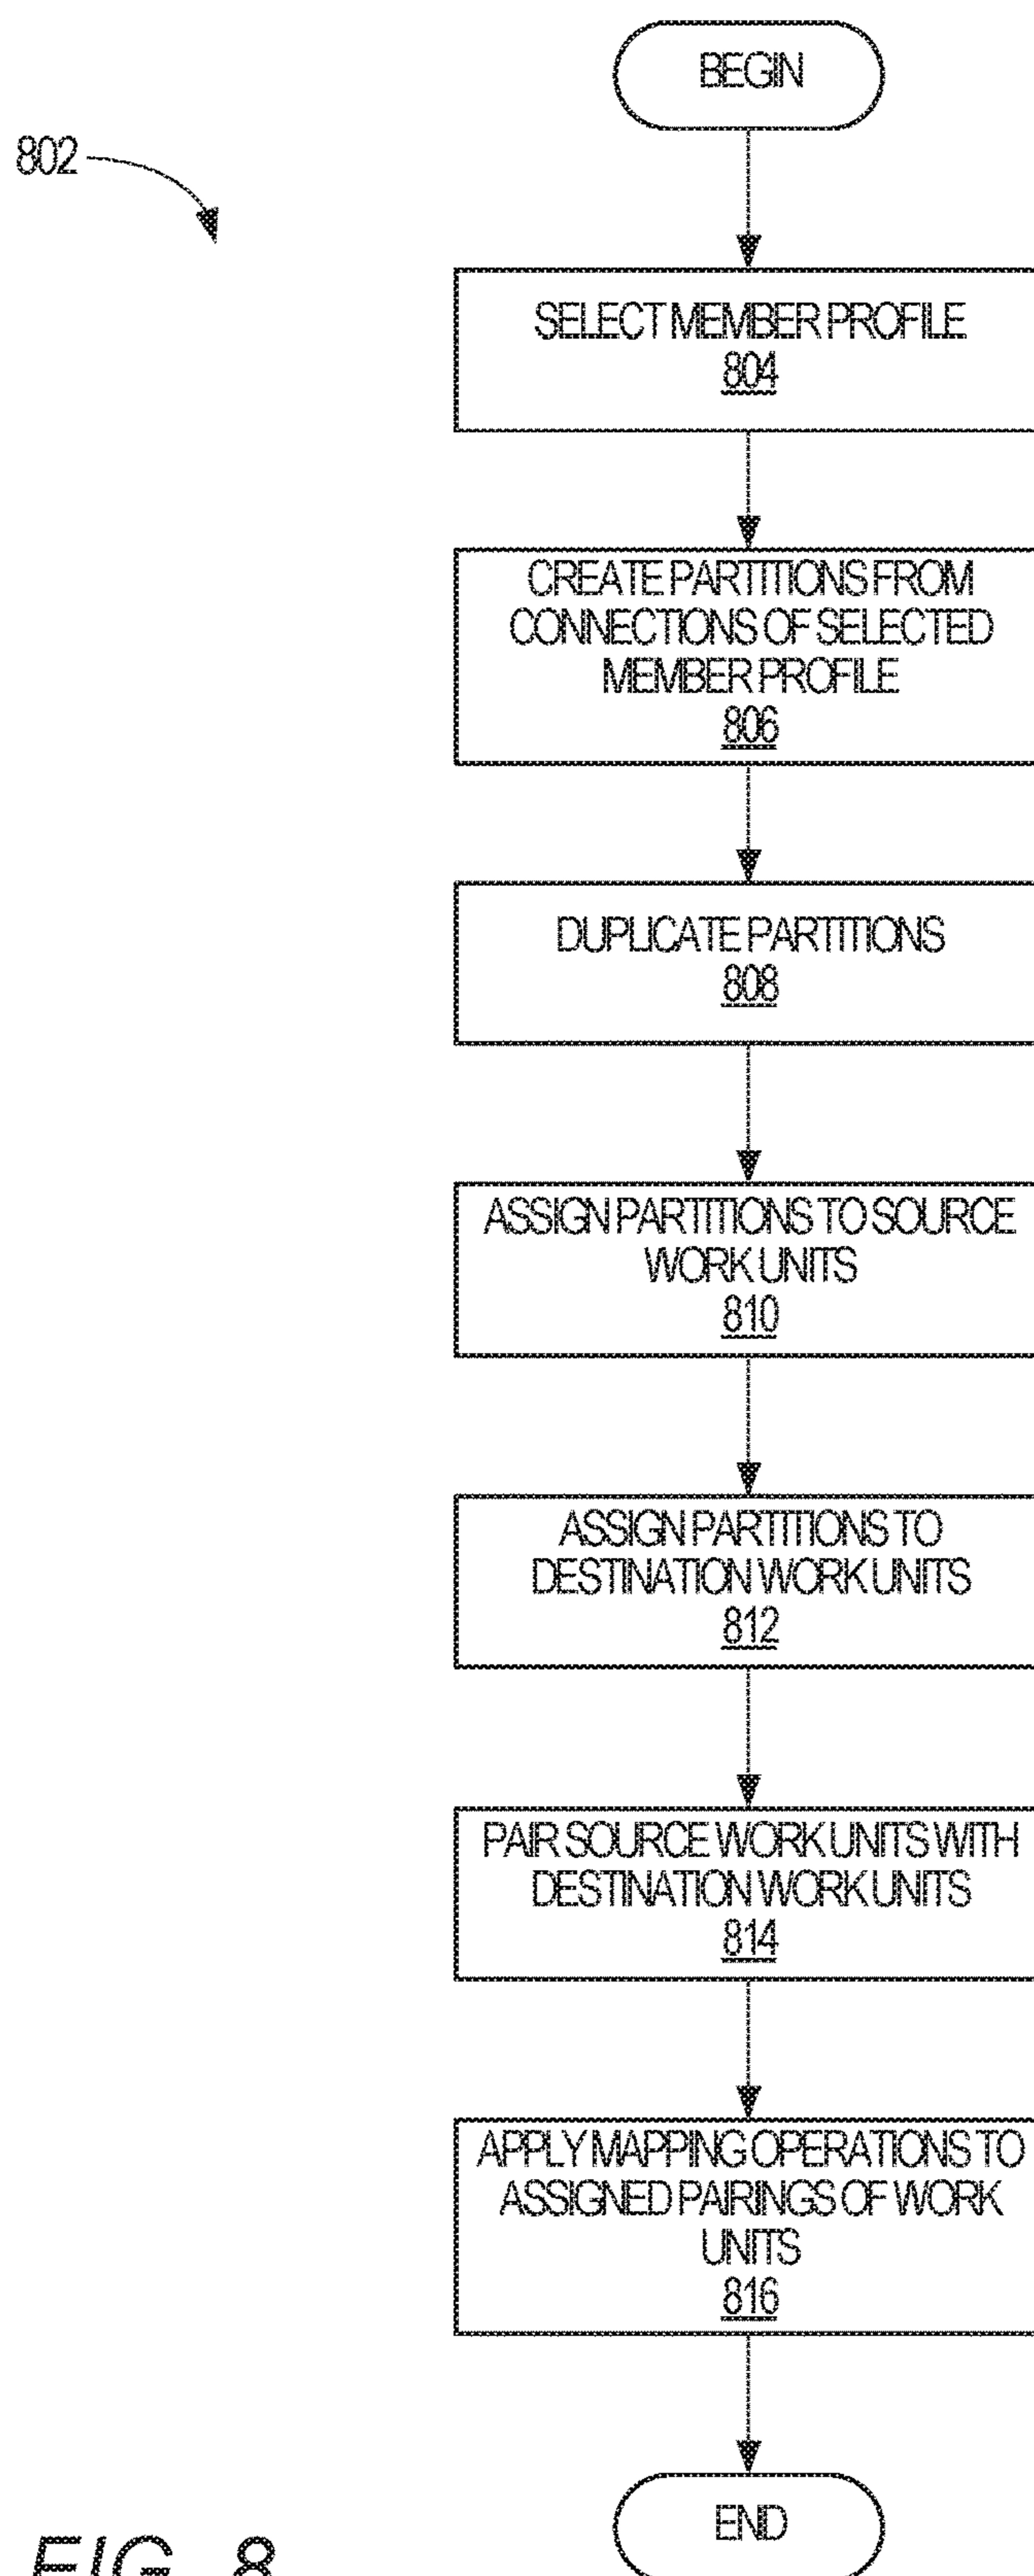 BEGIN
802
SELECT MEMBER PROFILE
804
CREATE PARTITIONS FROM
CONNECTIONS OF SELECTED
MEMBER PROFILE
806
DUPLICATE PARTITIONS
808
ASSIGN PARTITIONS TO SOURCE
WORK UNITS
810
ASSIGN PARTITIONS TO
DESTINATION WORK UNITS
812
PAIR SOURCE WORK UNITS WITH
DESTINATION WORK UNITS
814
APPLY MAPPING OPERATIONS TO
ASSIGNED PAIRINGS OF WORK
UNITS
816
END
FIG. 8